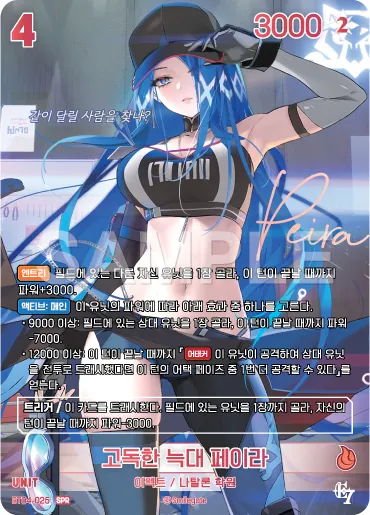 4
3000 2
같이 달릴 사람을 찾냐?
Peira
SAMPLE
엔트리 필드에 있는 다른 자신 유닛을 1장 골라, 이 턴이 끝날 때까지
파워+3000.
액티브: 메인 이 유닛의 파워에 따라 아래 효과 중 하나를 고른다.
· 9000 이상: 필드에 있는 상대 유닛을 1장 골라, 이 턴이 끝날 때까지 파워
-7000.
· 12000 이상: 이 턴이 끝날 때까지 「어태커 이 유닛이 공격하여 상대 유닛
을 전투로 트래시했다면 이 턴의 어택 페이즈 중 1번 더 공격할 수 있다」를
얻는다.
트리거 / 이 카드를 트래시한다. 필드에 있는 유닛을 1장까지 골라, 자신의
턴이 끝날 때까지 파워-3000.
고독한 늑대 페이라
UNIT
이펙트 / 나탈론 학원
ST04-025 SPR
©Smilegate
E7